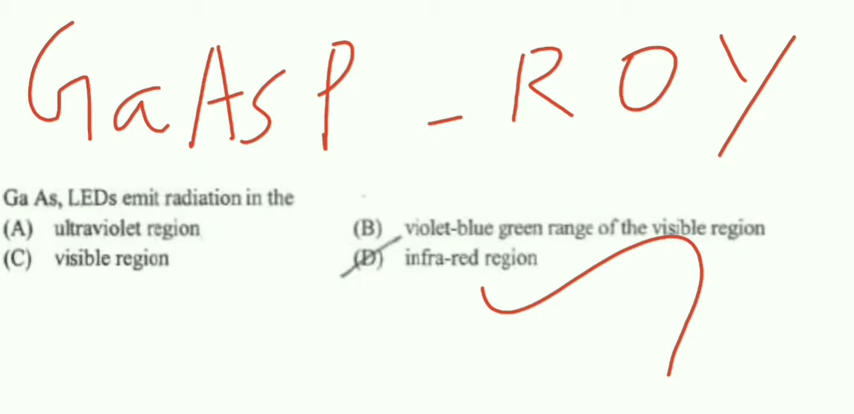 GaAsP - ROY
Ga As, LEDs emit radiation in the
(A) ultraviolet region (B) violet-blue green range of the visible region
(C) visible region (D) infra-red region